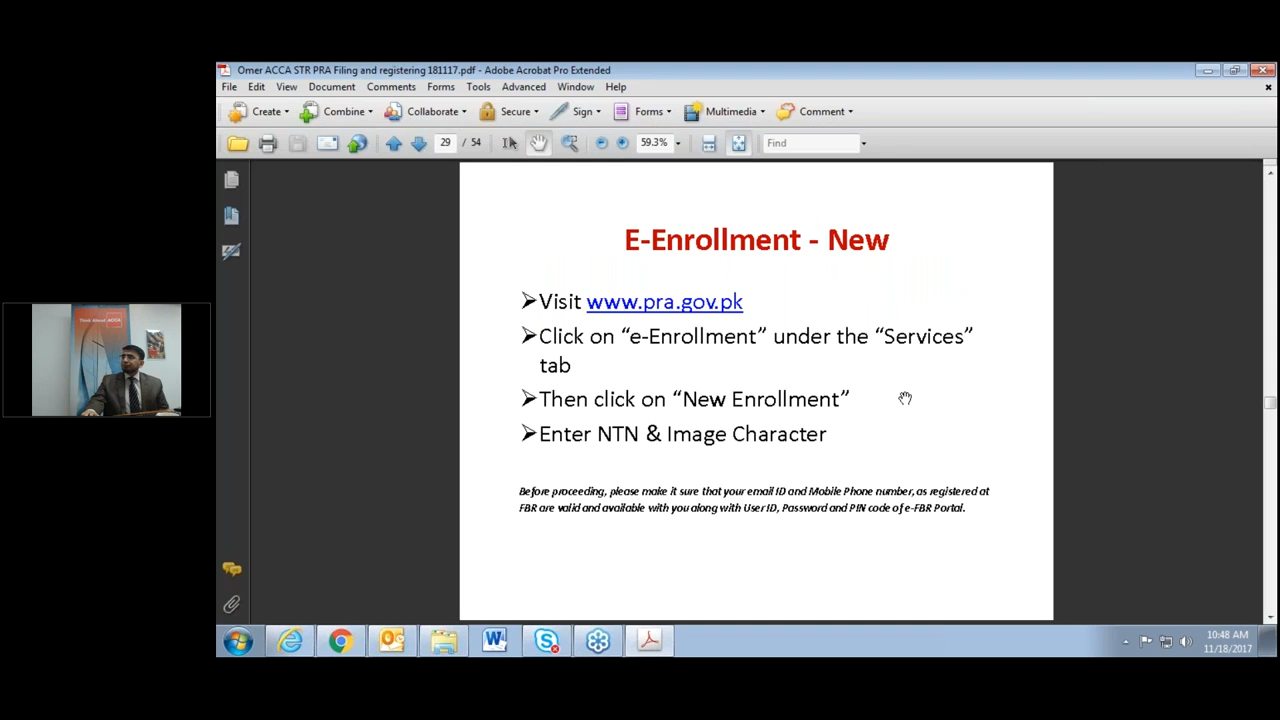 Omer ACCA STR PRA Filing and registering 181117.pdf - Adobe Acrobat Pro Extended
File Edit View Document Comments Forms Tools Advanced Window Help
Create Combine Collaborate Secure Sign Forms Multimedia Comment
29 / 54 59.3% Find
E-Enrollment - New
➢Visit www.pra.gov.pk
➢Click on “e-Enrollment” under the “Services”
tab
➢Then click on “New Enrollment”
➢Enter NTN & Image Character
Before proceeding, please make it sure that your email ID and Mobile Phone number, as registered at
FBR are valid and available with you along with User ID, Password and PIN code of e-FBR Portal.
Think Ahead ACCA
10:48 AM
11/18/2017